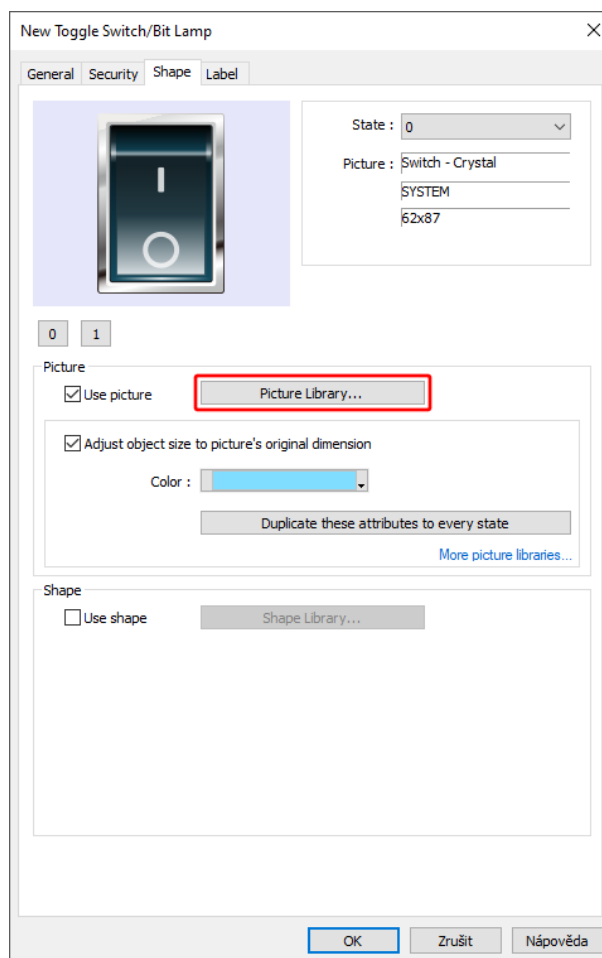 New Toggle Switch/Bit Lamp
General Security Shape Label
State : 0
Picture : Switch - Crystal
SYSTEM
62x87
0 1
Picture
Use picture Picture Library...
Adjust object size to picture's original dimension
Color :
Duplicate these attributes to every state
More picture libraries...
Shape
Use shape Shape Library...
OK Zrušit Nápověda